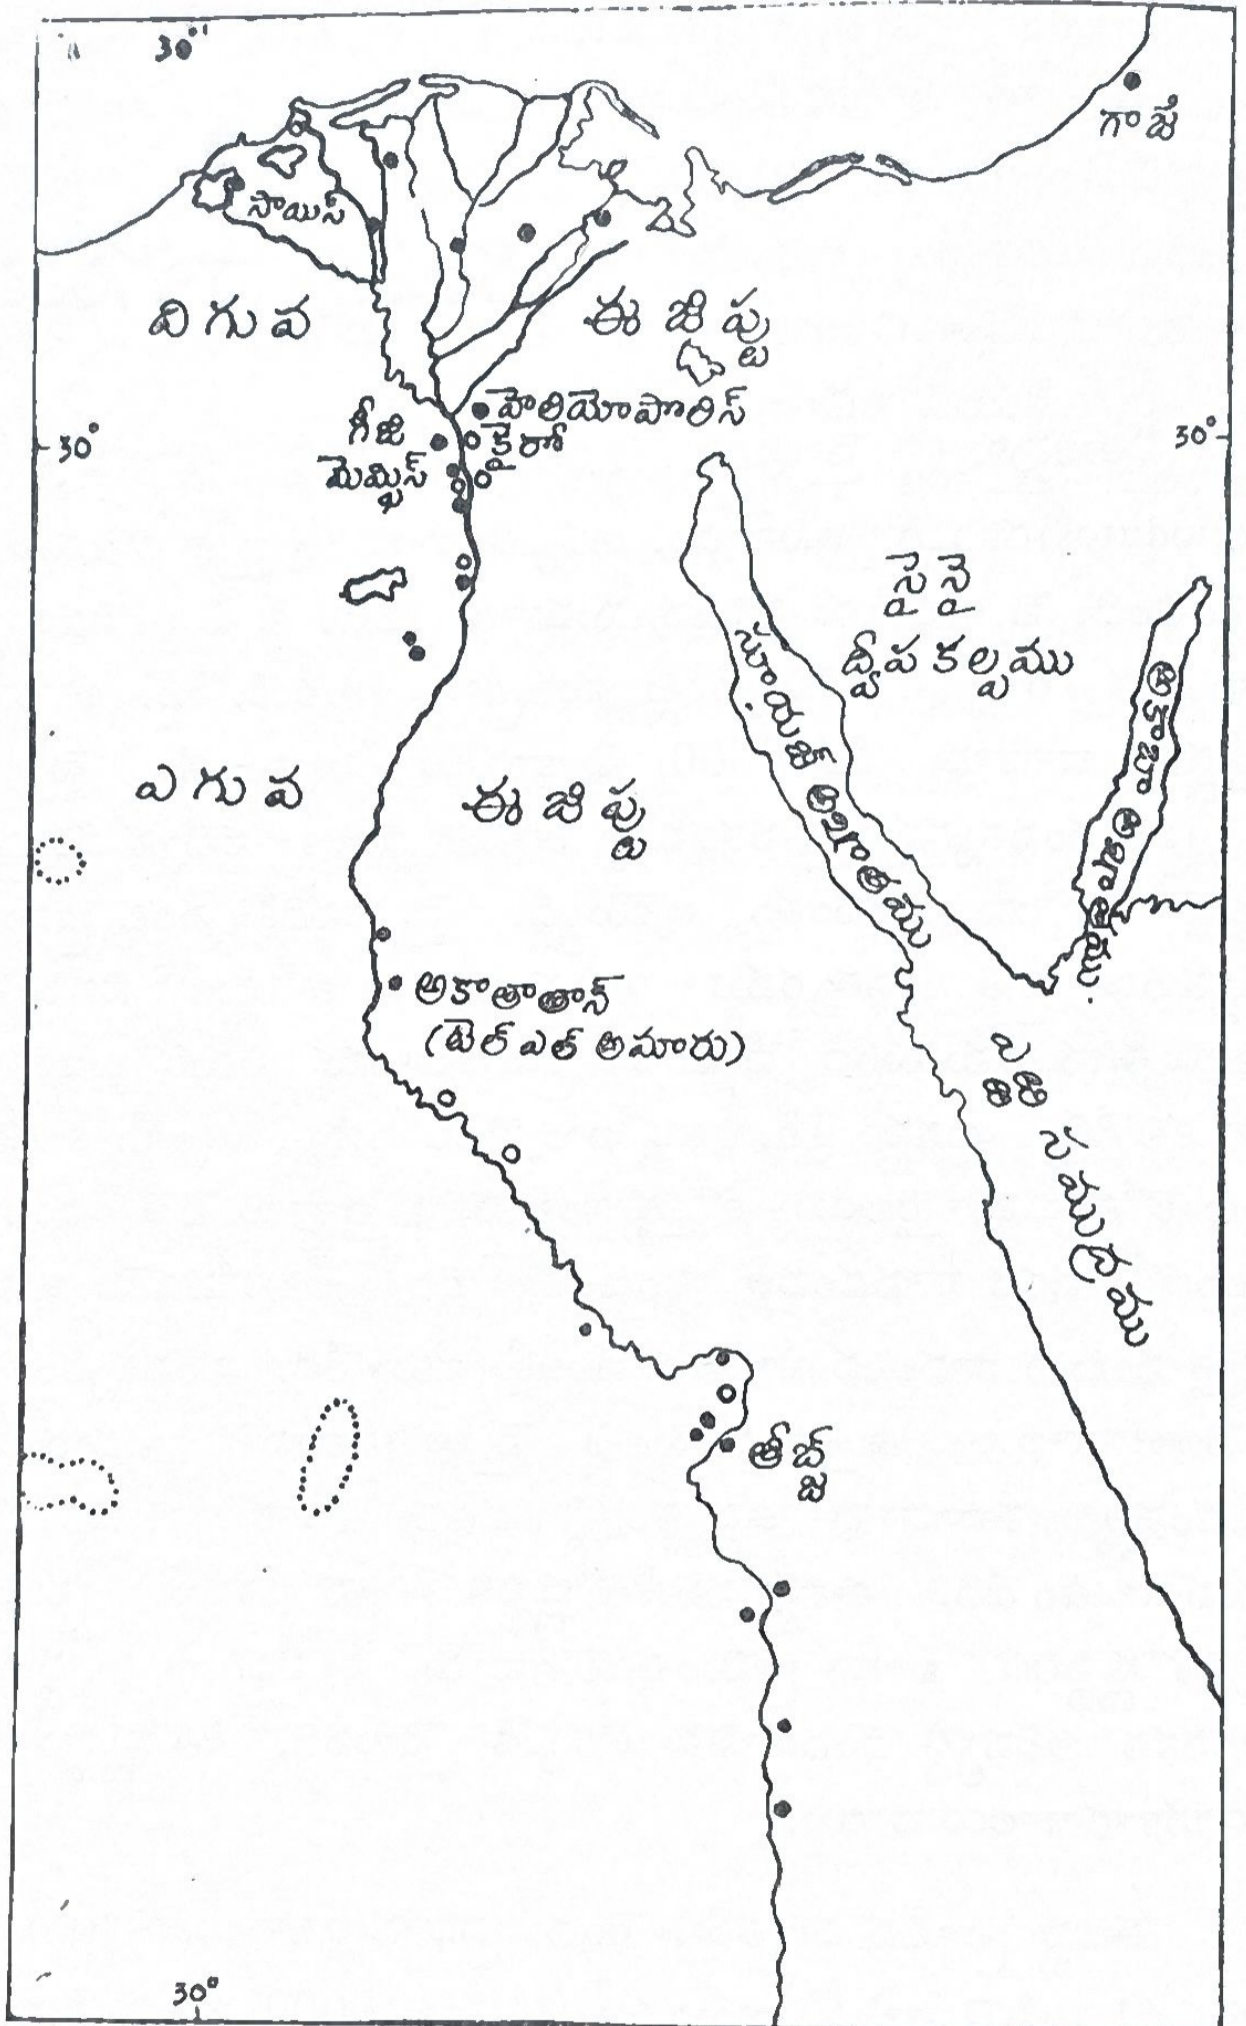 30°
గాజే
సాయిస్
దిగువ ఈజిప్టు
హెలియోపొలిస్
గీజి
కైరో
మెమ్ఫిస్
30°
30°
సైనై
ద్వీపకల్పము
సూయజ్ అఖాతము
అకాబా అఖాతము.
ఎగువ ఈజిప్టు
అకాతాతాన్
(టెల్ ఎల్ అమారు)
ఎఱ్ఱ సముద్రము
తీబ్జ్
30°